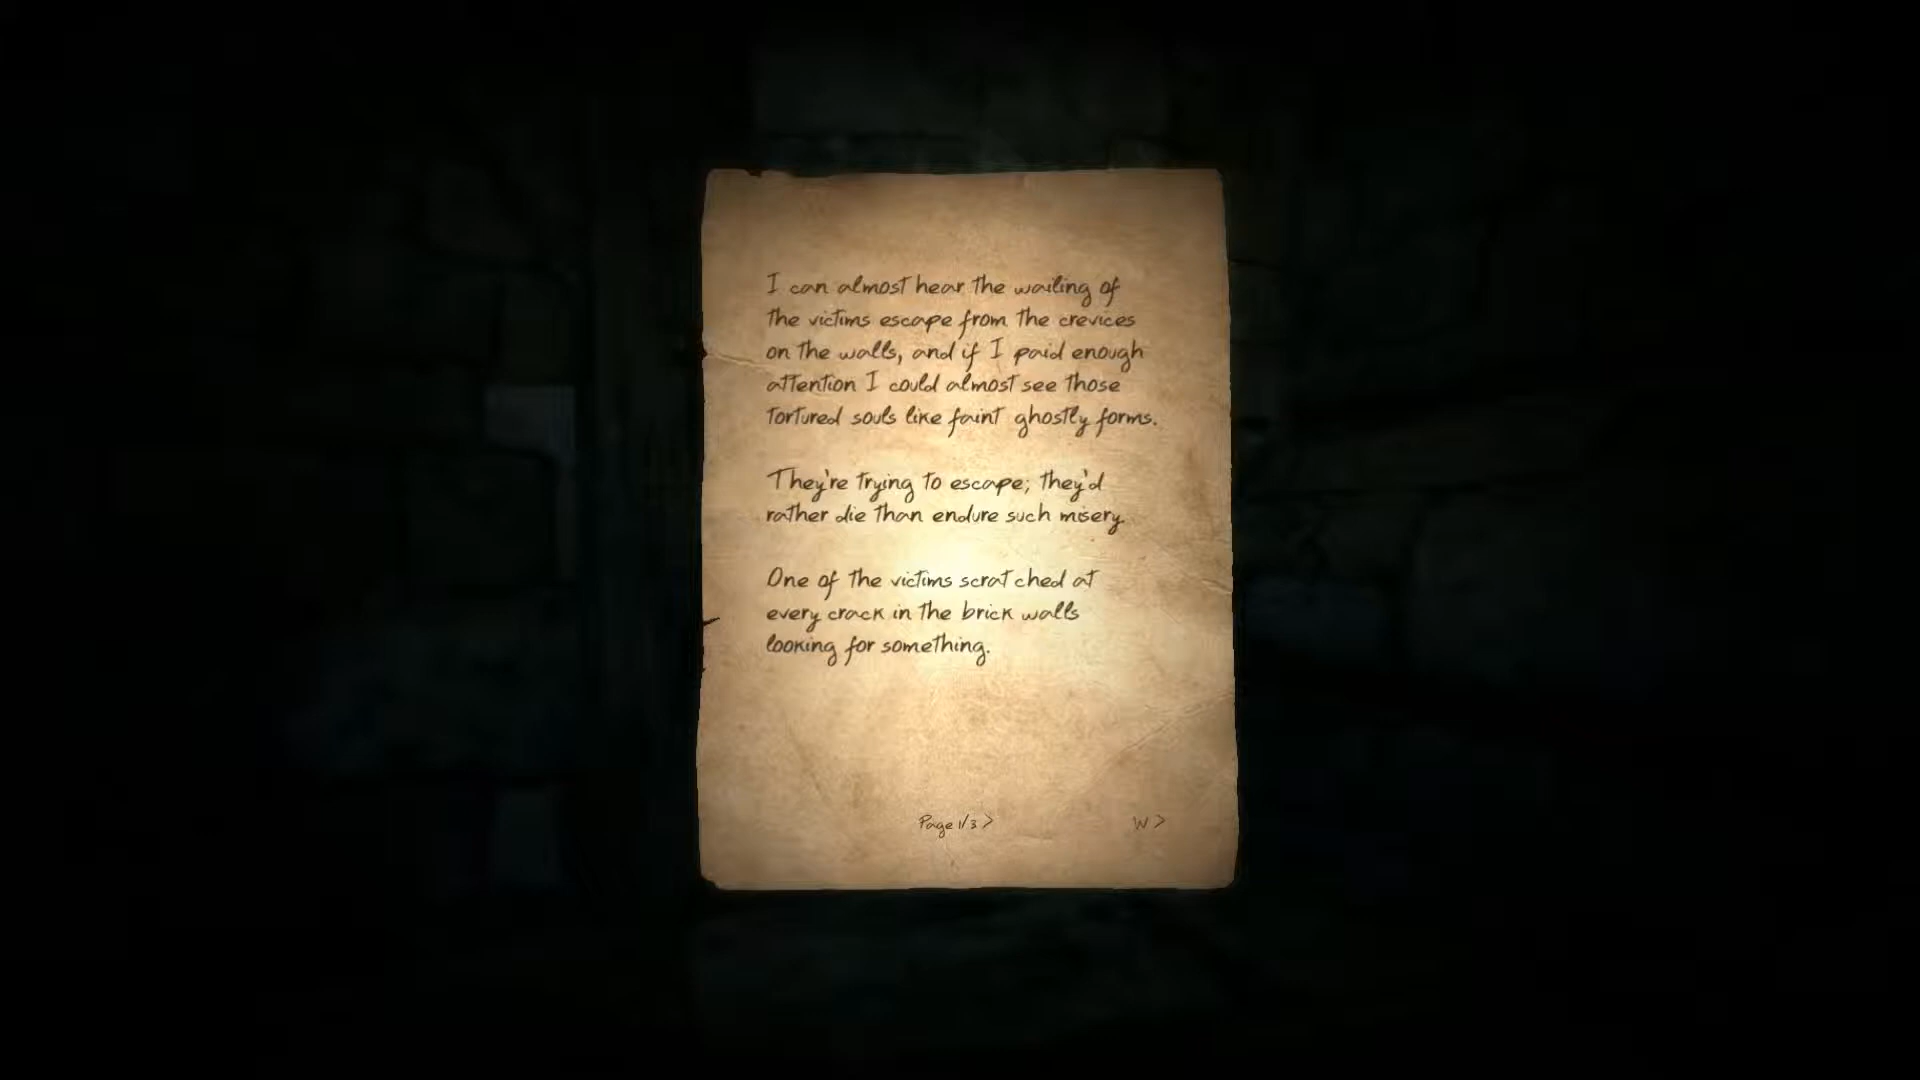 I can almost hear the wailing of
the victims escape from the crevices
on the walls, and if I paid enough
attention I could almost see those
tortured souls like faint ghostly forms.
They're trying to escape; they'd
rather die than endure such misery.
One of the victims scratched at
every crack in the brick walls
looking for something.
Page 1/3 >
W >